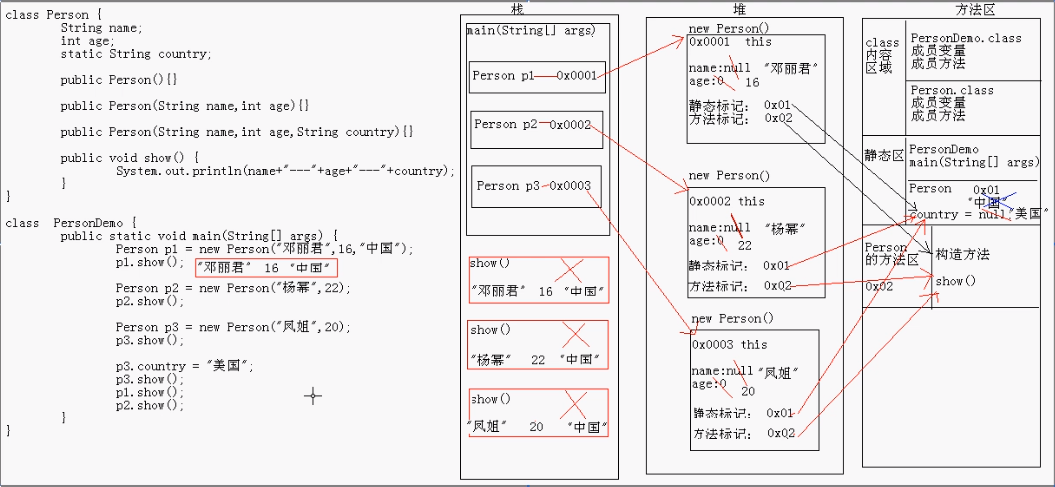 class Person {
String name;
int age;
static String country;
public Person(){}
public Person(String name,int age){}
public Person(String name,int age,String country){}
public void show() {
System.out.println(name+"---"+age+"---"+country);
}
}
class PersonDemo {
public static void main(String[] args) {
Person p1 = new Person("邓丽君",16,"中国");
p1.show();
"邓丽君" 16 "中国"
Person p2 = new Person("杨幂",22);
p2.show();
Person p3 = new Person("凤姐",20);
p3.show();
p3.country = "美国";
p3.show();
p1.show();
p2.show();
}
}
栈
main(String[] args)
Person p1 0x0001
Person p2 0x0002
Person p3 0x0003
show()
"邓丽君" 16 "中国"
show()
"杨幂" 22 "中国"
show()
"凤姐" 20 "中国"
堆
new Person()
0x0001 this
name:null "邓丽君"
age:0 16
静态标记: 0x01
方法标记: 0x02
new Person()
0x0002 this
name:null "杨幂"
age:0 22
静态标记: 0x01
方法标记: 0x02
new Person()
0x0003 this
name:null "凤姐"
age:0 20
静态标记: 0x01
方法标记: 0x02
方法区
class
内容
区域
PersonDemo.class
成员变量
成员方法
Person.class
成员变量
成员方法
静态区
PersonDemo
main(String[] args)
Person 0x01
"中国"
country = null "美国"
Person
的方法区
0x02
构造方法
show()